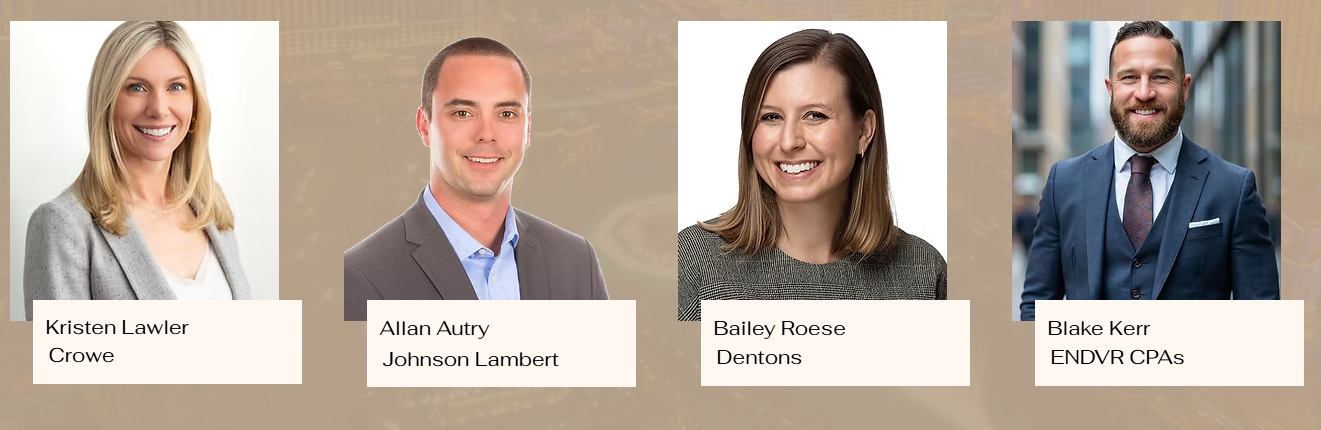 Kristen Lawler
Crowe
Allan Autry
Johnson Lambert
Bailey Roese
Dentons
Blake Kerr
ENDVR CPAs